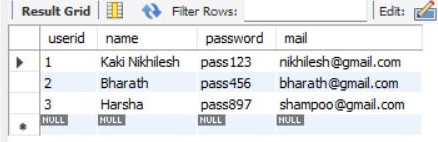 Result Grid Filter Rows: Edit:
userid name password mail
1 Kaki Nikhilesh pass123 nikhilesh@gmail.com
2 Bharath pass456 bharath@gmail.com
3 Harsha pass897 shampoo@gmail.com
NULL NULL NULL NULL